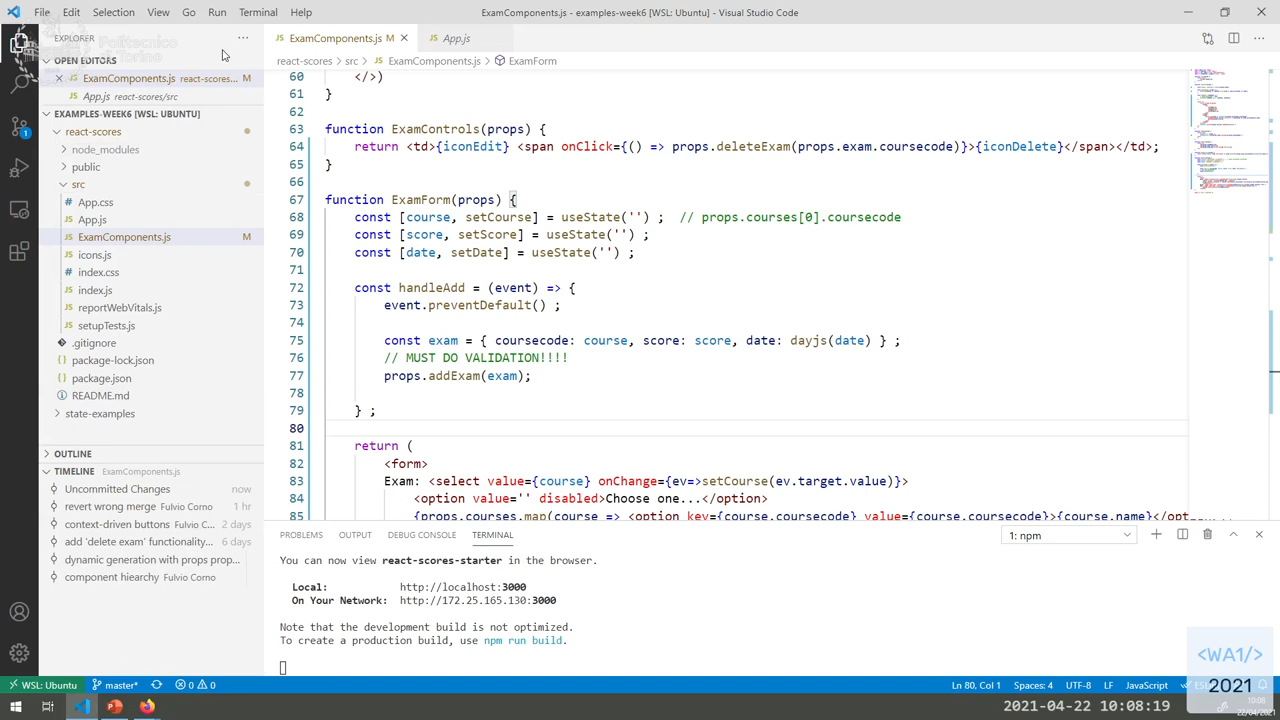 File Edit Selection View Go Run Terminal Help
ExamComponents.js - examples-week6 [WSL: Ubuntu] - Visual Studio Code
EXPLORER
Politecnico
di Torino
OPEN EDITORS
ExamComponents.js react-scores... M
App.js react-scores/src
EXAMPLES-WEEK6 [WSL: UBUNTU]
react-scores
node_modules
public
src
App.css
App.js
ExamComponents.js M
icons.js
index.css
index.js
reportWebVitals.js
setupTests.js
.gitignore
package-lock.json
package.json
README.md
state-examples
OUTLINE
TIMELINE ExamComponents.js
Uncommitted Changes now
revert wrong merge Fulvio Corno 1 hr
context-driven buttons Fulvio C... 2 days
add 'delete exam' functionality... 6 days
dynamic generation with props prop...
component hiearchy Fulvio Corno
1
ExamComponents.js M
App.js
react-scores > src > ExamComponents.js > ExamForm
60 </>)
61 }
62
63 function ExamControls(props) {
64 return <td>{iconEdit} <span onClick={() => props.deleteExam(props.exam.coursecode)}>{iconDelete}</span></td>;
65 }
66
67 function ExamForm(props) {
68 const [course, setCourse] = useState('') ; // props.courses[0].coursecode
69 const [score, setScore] = useState('') ;
70 const [date, setDate] = useState('') ;
71
72 const handleAdd = (event) => {
73 event.preventDefault() ;
74
75 const exam = { coursecode: course, score: score, date: dayjs(date) } ;
76 // MUST DO VALIDATION!!!!
77 props.addExam(exam);
78
79 } ;
80
81 return (
82 <form>
83 Exam: <select value={course} onChange={ev=>setCourse(ev.target.value)}>
84 <option value='' disabled>Choose one...</option>
85 {props.courses.map(course => <option key={course.coursecode} value={course.coursecode}>{course.name}</opt
PROBLEMS OUTPUT DEBUG CONSOLE TERMINAL
1: npm
You can now view react-scores-starter in the browser.
Local: http://localhost:3000
On Your Network: http://172.25.165.130:3000
Note that the development build is not optimized.
To create a production build, use npm run build.
WSL: Ubuntu master* 0 0
Ln 80, Col 1 Spaces: 4 UTF-8 LF JavaScript
<WA1/>
2021
2021-04-22 10:08:19
10:08
22/04/2021